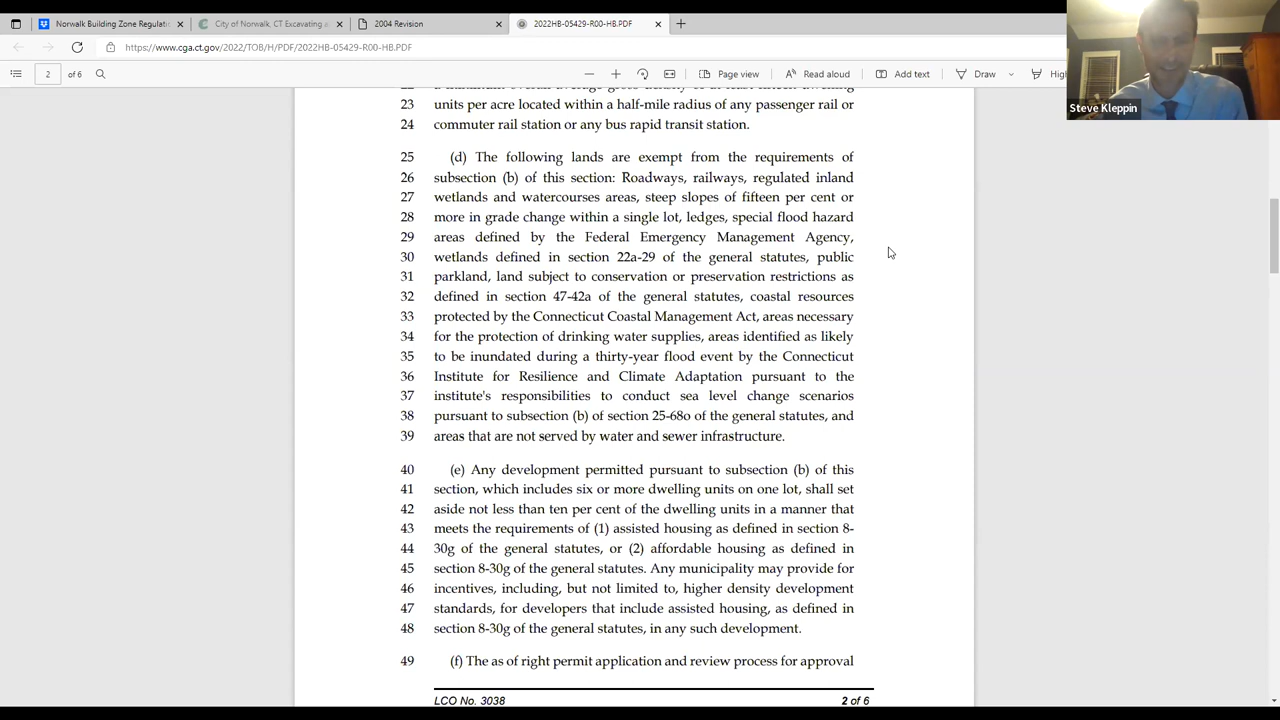 Norwalk Building Zone Regulati
City of Norwalk, CT Excavating a
2004 Revision
2022HB-05429-R00-HB.PDF
https://www.cga.ct.gov/2022/TOB/H/PDF/2022HB-05429-R00-HB.PDF
2 of 6
Page view
Read aloud
Add text
Draw
High
Steve Kleppin
23 units per acre located within a half-mile radius of any passenger rail or
24 commuter rail station or any bus rapid transit station.
25 (d) The following lands are exempt from the requirements of
26 subsection (b) of this section: Roadways, railways, regulated inland
27 wetlands and watercourses areas, steep slopes of fifteen per cent or
28 more in grade change within a single lot, ledges, special flood hazard
29 areas defined by the Federal Emergency Management Agency,
30 wetlands defined in section 22a-29 of the general statutes, public
31 parkland, land subject to conservation or preservation restrictions as
32 defined in section 47-42a of the general statutes, coastal resources
33 protected by the Connecticut Coastal Management Act, areas necessary
34 for the protection of drinking water supplies, areas identified as likely
35 to be inundated during a thirty-year flood event by the Connecticut
36 Institute for Resilience and Climate Adaptation pursuant to the
37 institute's responsibilities to conduct sea level change scenarios
38 pursuant to subsection (b) of section 25-68o of the general statutes, and
39 areas that are not served by water and sewer infrastructure.
40 (e) Any development permitted pursuant to subsection (b) of this
41 section, which includes six or more dwelling units on one lot, shall set
42 aside not less than ten per cent of the dwelling units in a manner that
43 meets the requirements of (1) assisted housing as defined in section 8-
44 30g of the general statutes, or (2) affordable housing as defined in
45 section 8-30g of the general statutes. Any municipality may provide for
46 incentives, including, but not limited to, higher density development
47 standards, for developers that include assisted housing, as defined in
48 section 8-30g of the general statutes, in any such development.
49 (f) The as of right permit application and review process for approval
LCO No. 3038 2 of 6